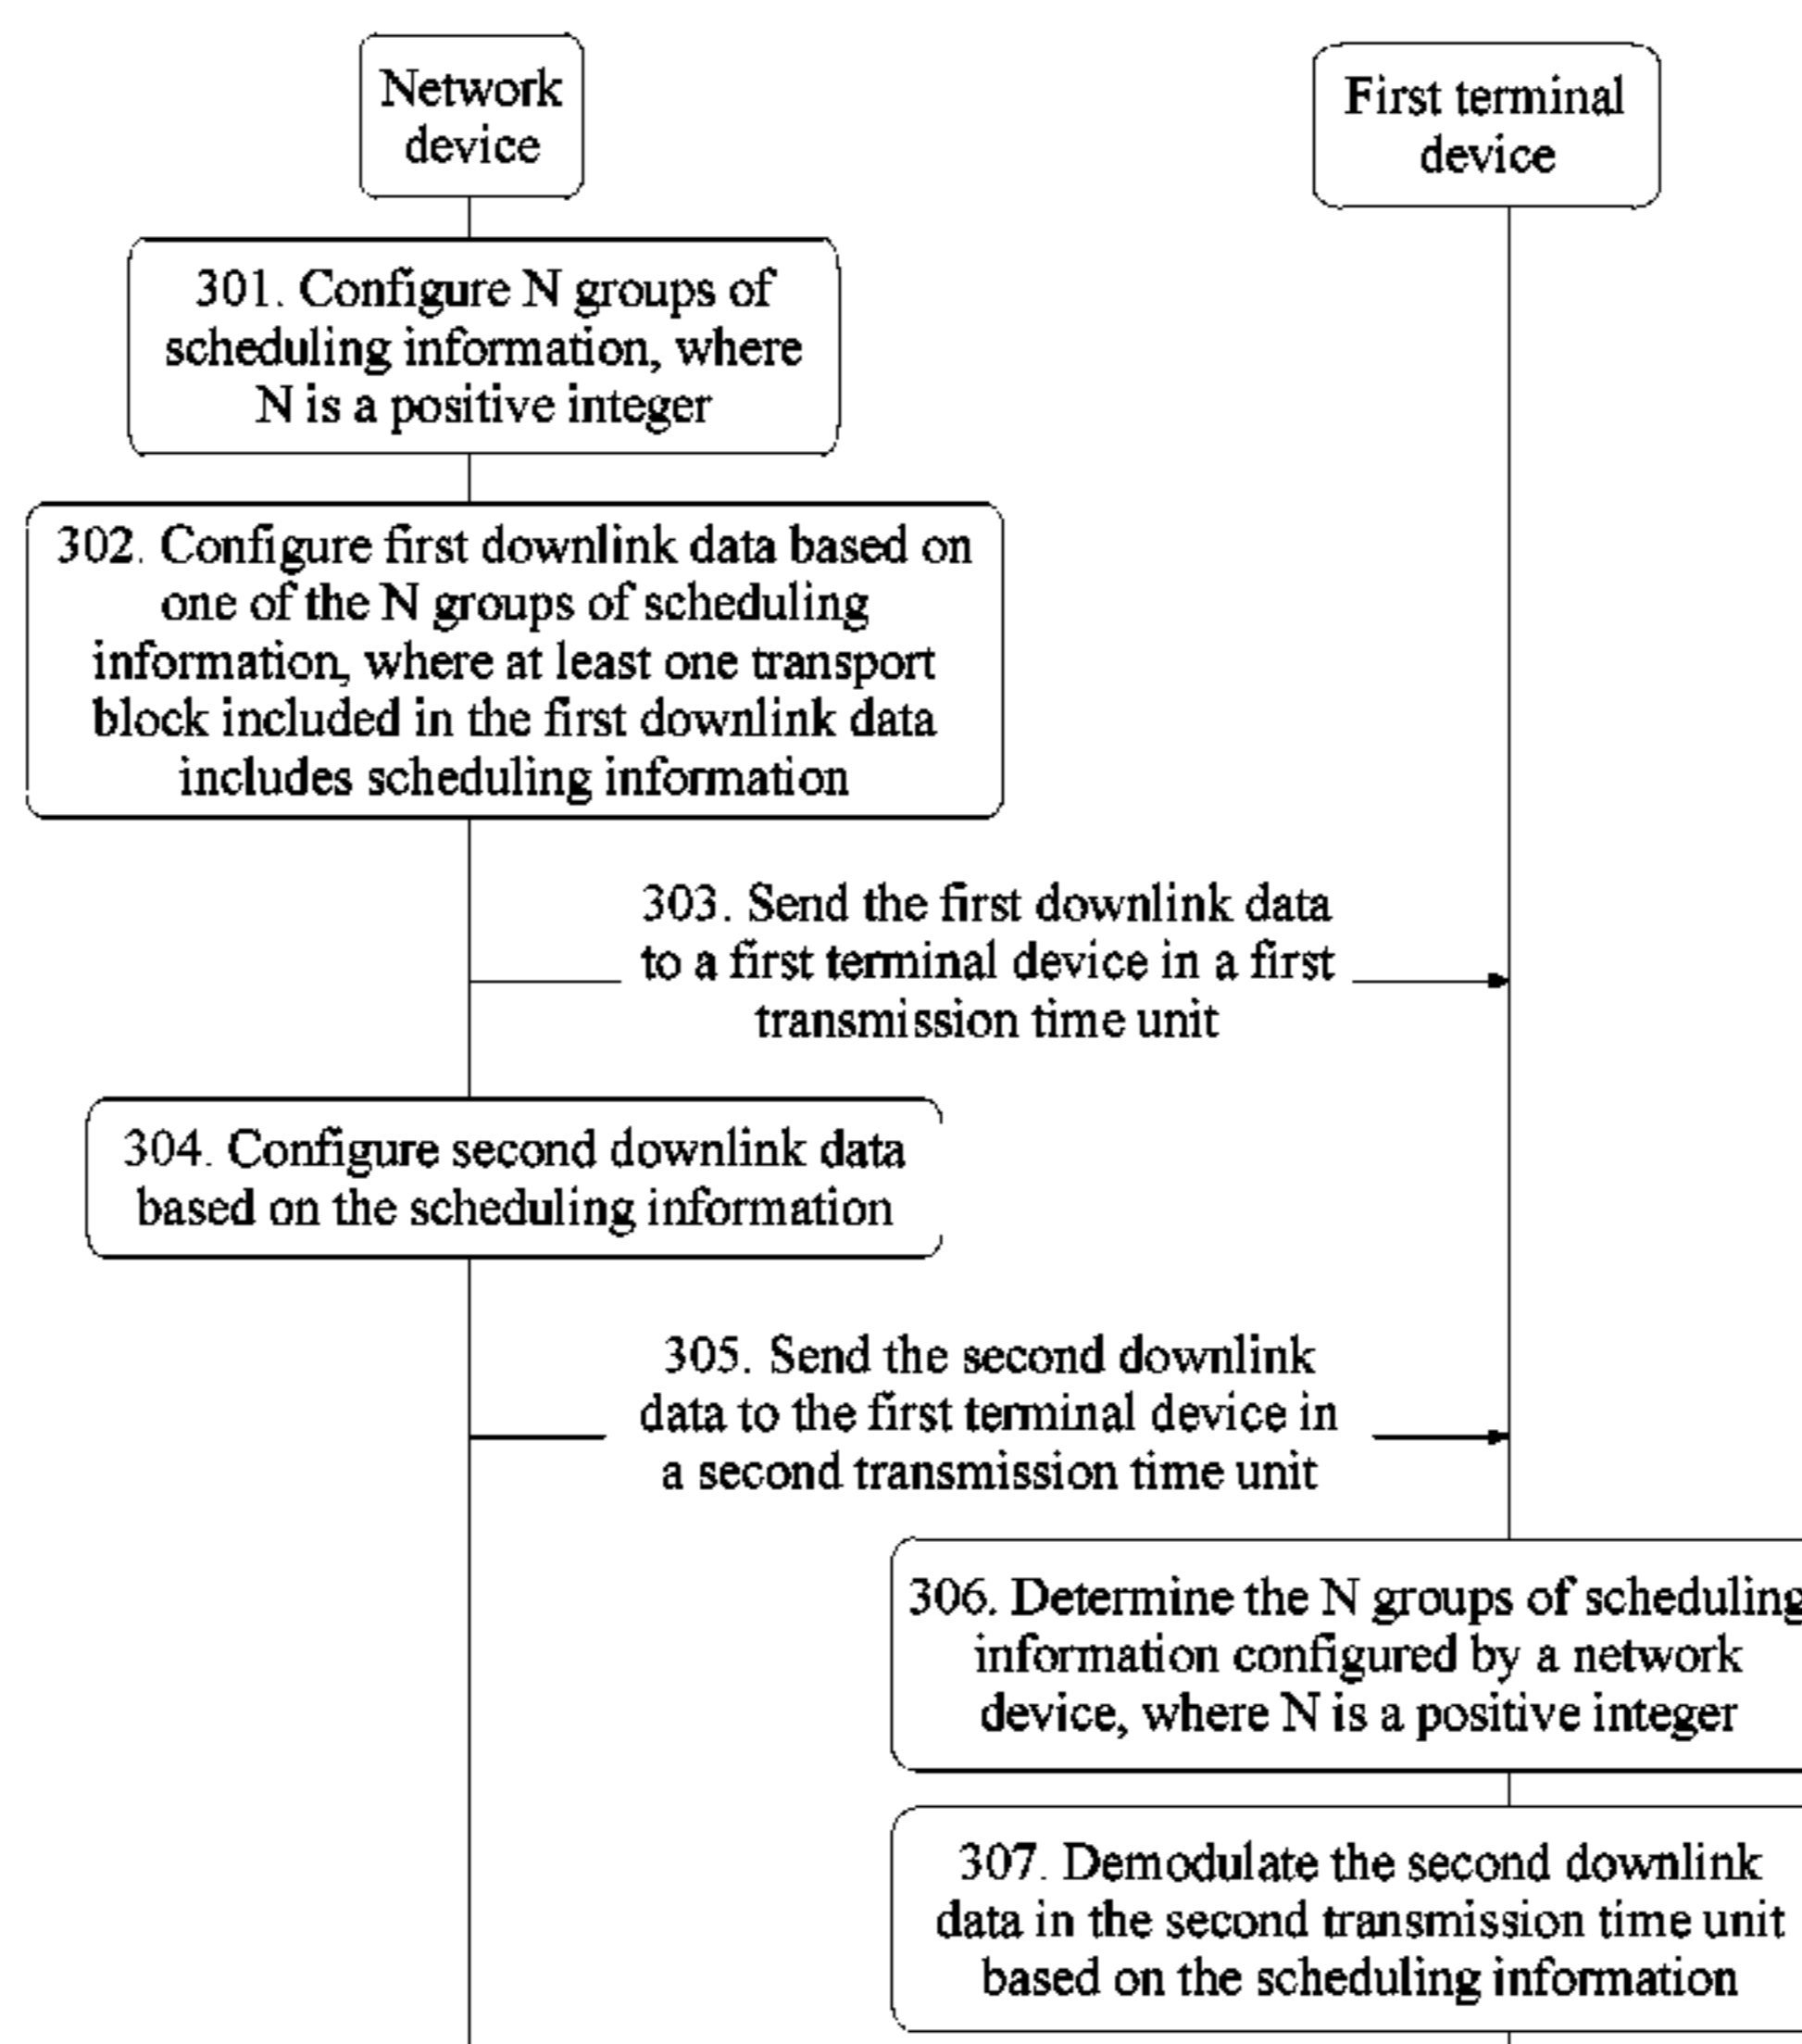 Network
device
First terminal
device
301. Configure N groups of
scheduling information, where
N is a positive integer
302. Configure first downlink data based on
one of the N groups of scheduling
information, where at least one transport
block included in the first downlink data
includes scheduling information
303. Send the first downlink data
to a first terminal device in a first
transmission time unit
304. Configure second downlink data
based on the scheduling information
305. Send the second downlink
data to the first terminal device in
a second transmission time unit
306. Determine the N groups of scheduling
information configured by a network
device, where N is a positive integer
307. Demodulate the second downlink
data in the second transmission time unit
based on the scheduling information